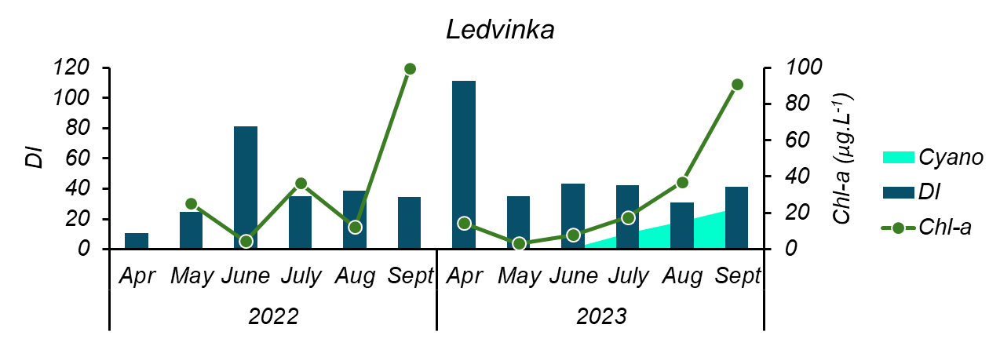 Ledvinka
120
100
80
60
40
20
0
DI
100
80
60
40
20
0
Chl-a (µg.L⁻¹)
Cyano
DI
Chl-a
Apr May June July Aug Sept Apr May June July Aug Sept
2022 2023